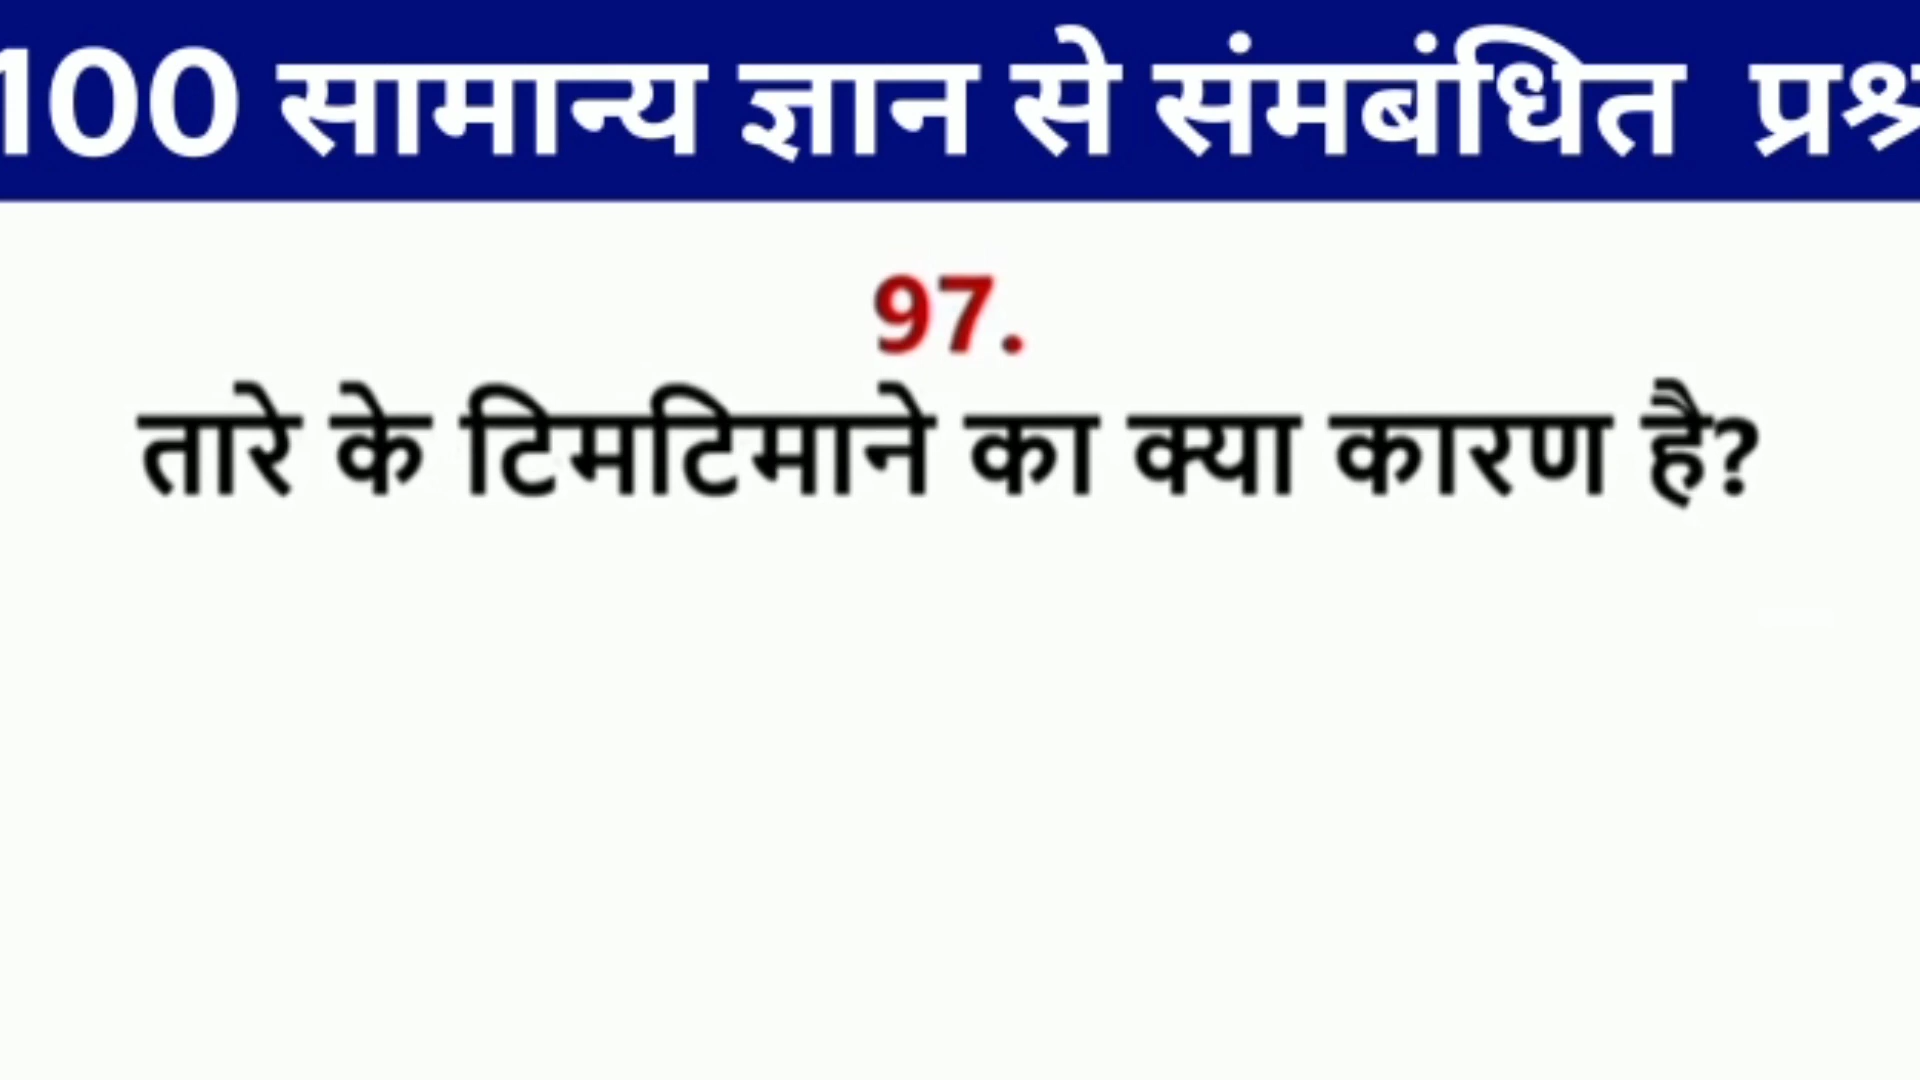 100 सामान्य ज्ञान से संमबंधित प्रश्न
97.
तारे के टिमटिमाने का क्या कारण है?